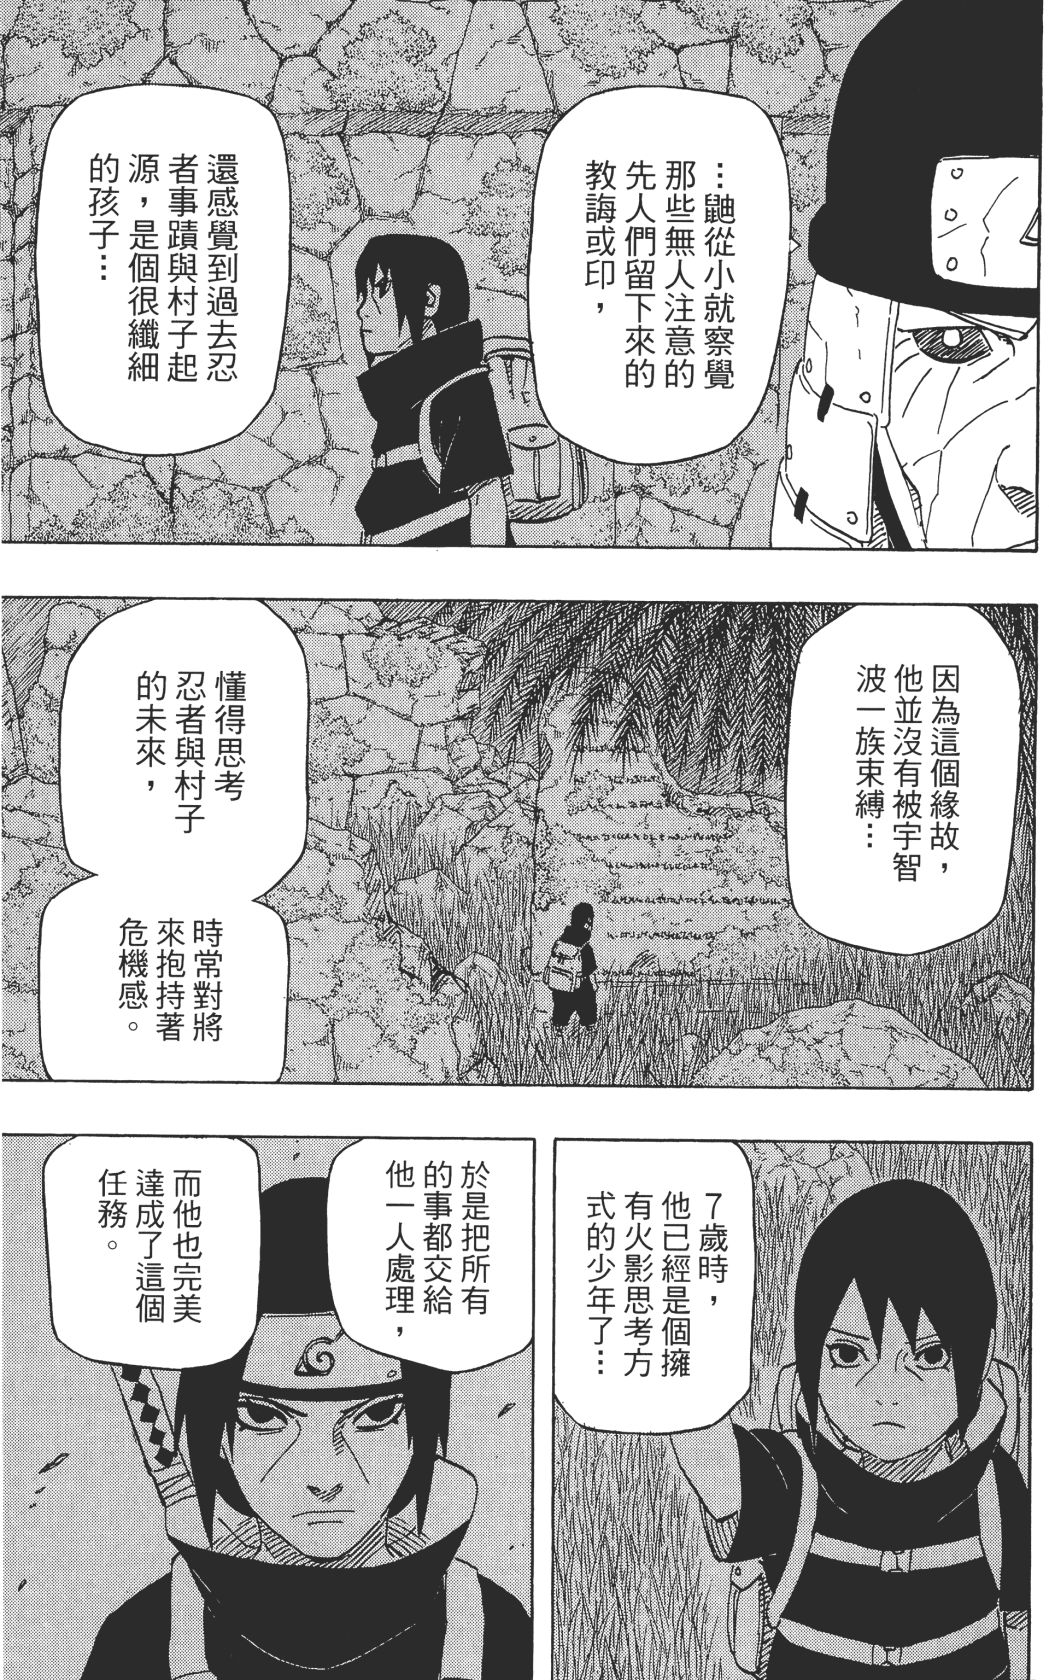 …鼬從小就察覺
那些無人注意的
先人們留下來的
教誨或印，
還感覺到過去忍
者事蹟與村子起
源，是個很纖細
的孩子…
因為這個緣故，
他並沒有被宇智
波一族束縛…
懂得思考
忍者與村子
的未來，
時常對將
來抱持著
危機感。
7歲時，
他已經是個擁
有火影思考方
式的少年了…
於是把所有
的事都交給
他一人處理，
而他也完美
達成了這個
任務。